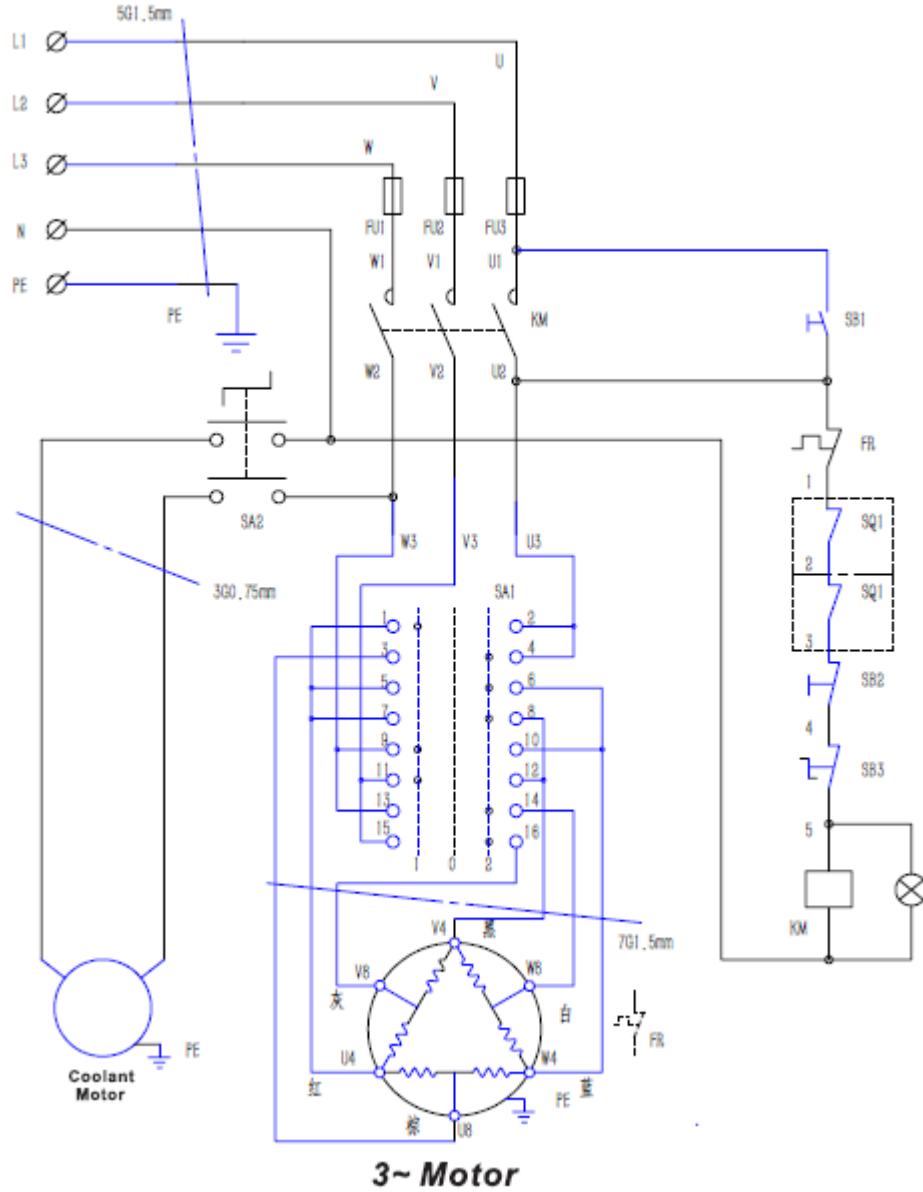 5G1.5mm
L1
U
L2
V
L3
W
N
FU1 FU2 FU3
W1 V1 U1
PE
PE
KM
SB1
W2 V2 U2
FR
1
SA2
SQ1
W3 V3 U3
2
3G0.75mm
SA1
SQ1
1 2
3 4
3
5 6
SB2
7 8
4
9 10
11 12
SB3
13 14
15 16
5
1 0 2
KM
7G1.5mm
V4 黑
V8 W8
灰 白
FR
PE
U4 W4
Coolant
Motor
红 蓝
PE
U8
3~ Motor